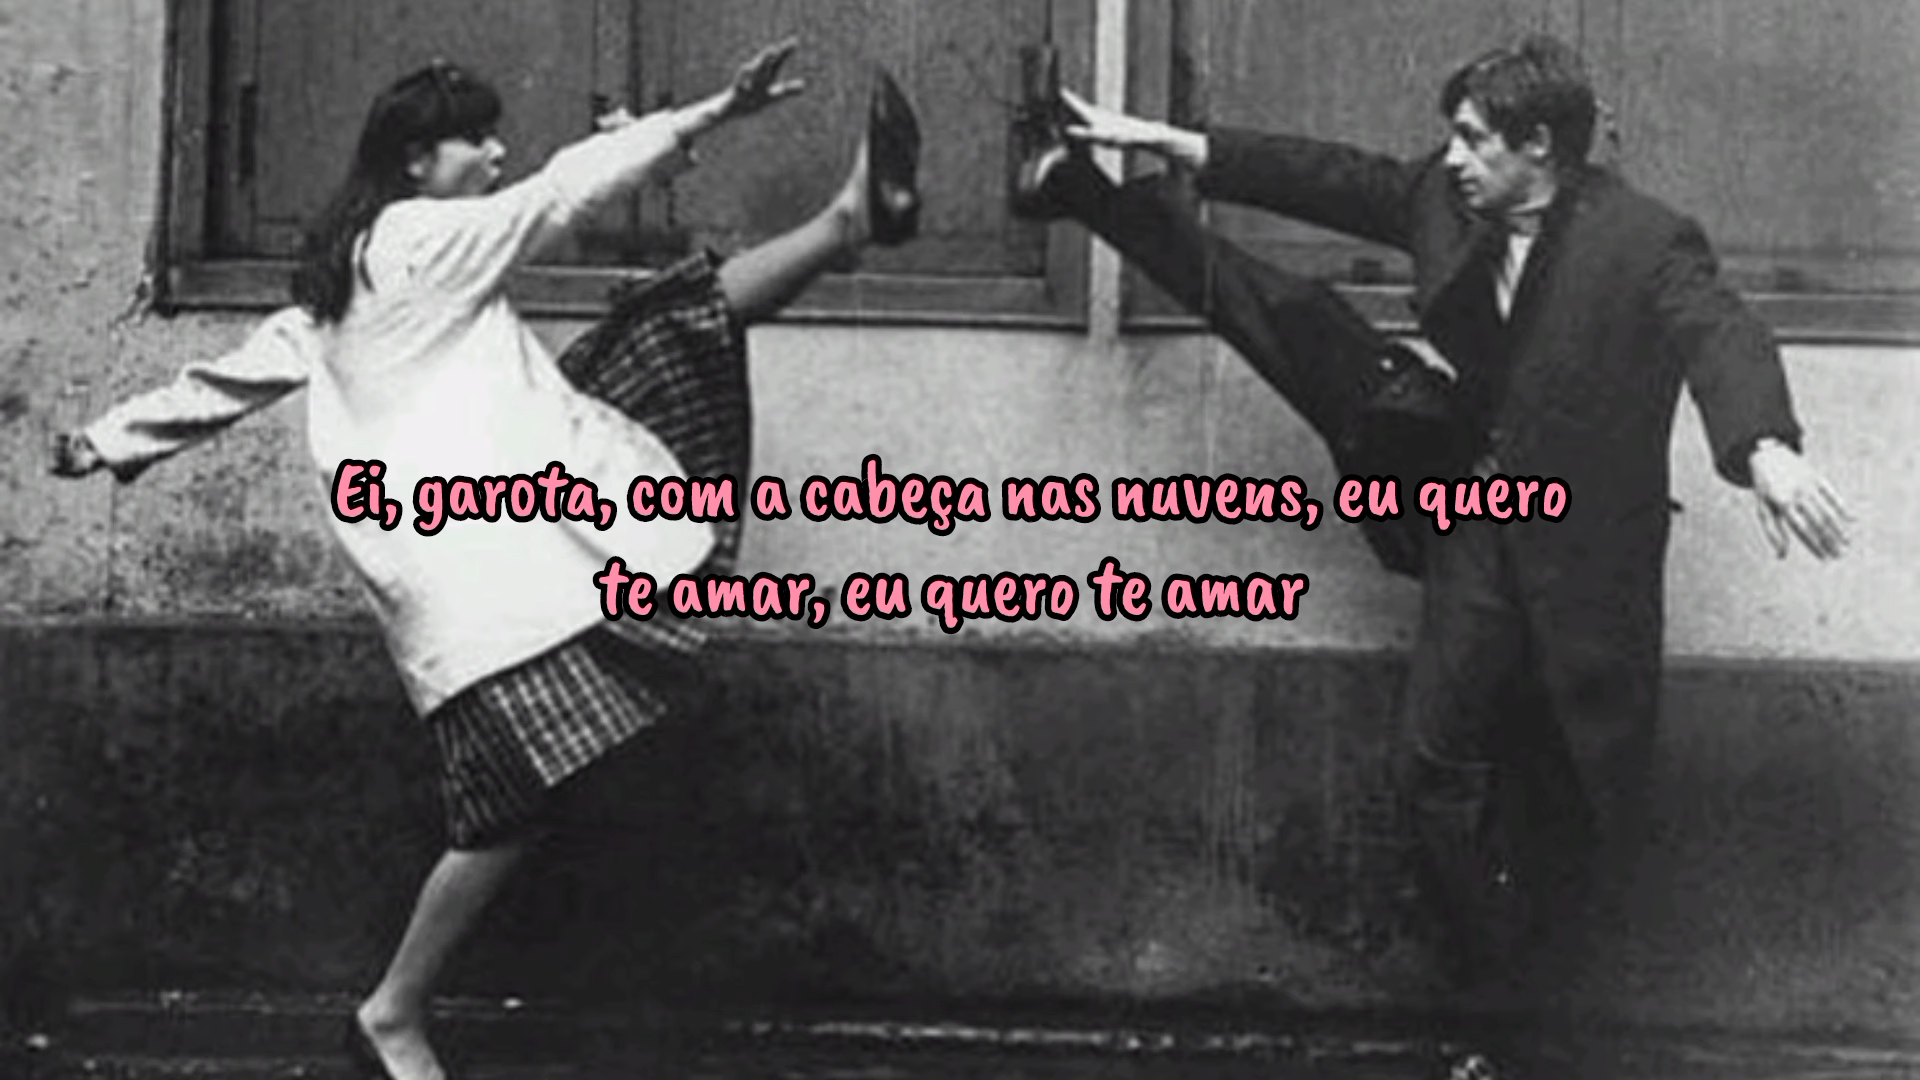 Ei, garota, com a cabeça nas nuvens, eu quero
te amar, eu quero te amar